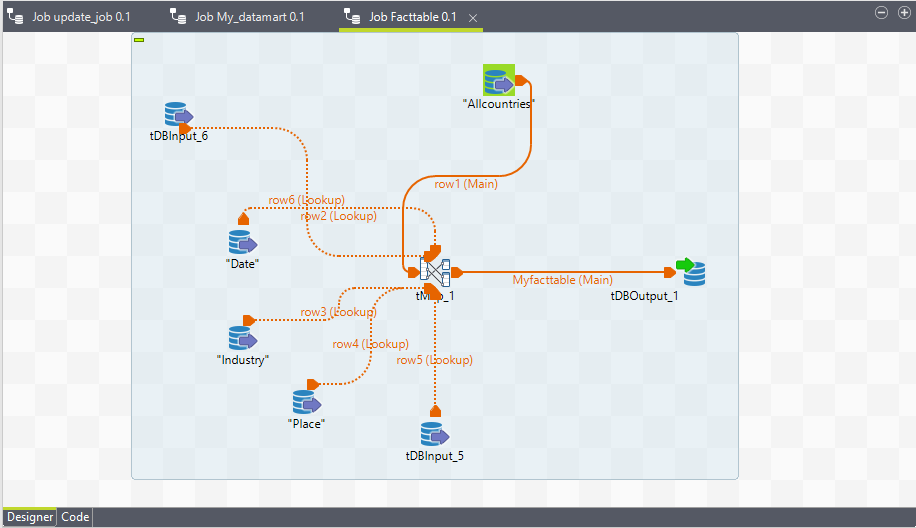 Job update_job 0.1
Job My_datamart 0.1
Job Facttable 0.1
"Allcountries"
tDBInput_6
row1 (Main)
row6 (Lookup)
row2 (Lookup)
"Date"
tMap_1
Myfacttable (Main)
tDBOutput_1
row3 (Lookup)
row4 (Lookup)
"Industry"
row5 (Lookup)
"Place"
tDBInput_5
Designer
Code